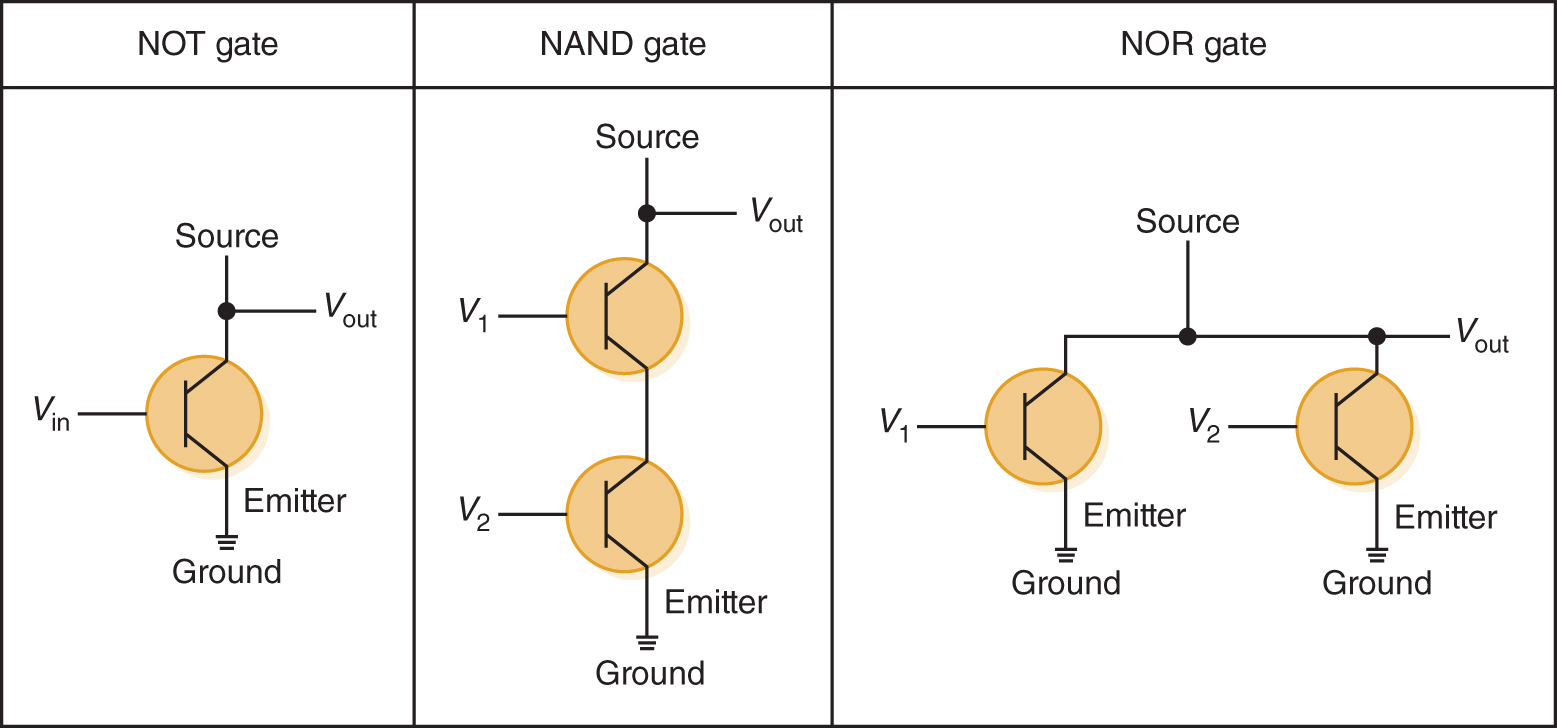 NOT gate
NAND gate
NOR gate
Source
Vout
Vin
Emitter
Ground
Source
Vout
V1
V2
Emitter
Ground
Source
Vout
V1
V2
Emitter
Emitter
Ground
Ground